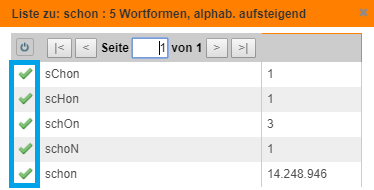 Liste zu: schon : 5 Wortformen, alphab. aufsteigend ×
|< < Seite 1 von 1 > >|
sChon 1
scHon 1
schOn 3
schoN 1
schon 14.248.946